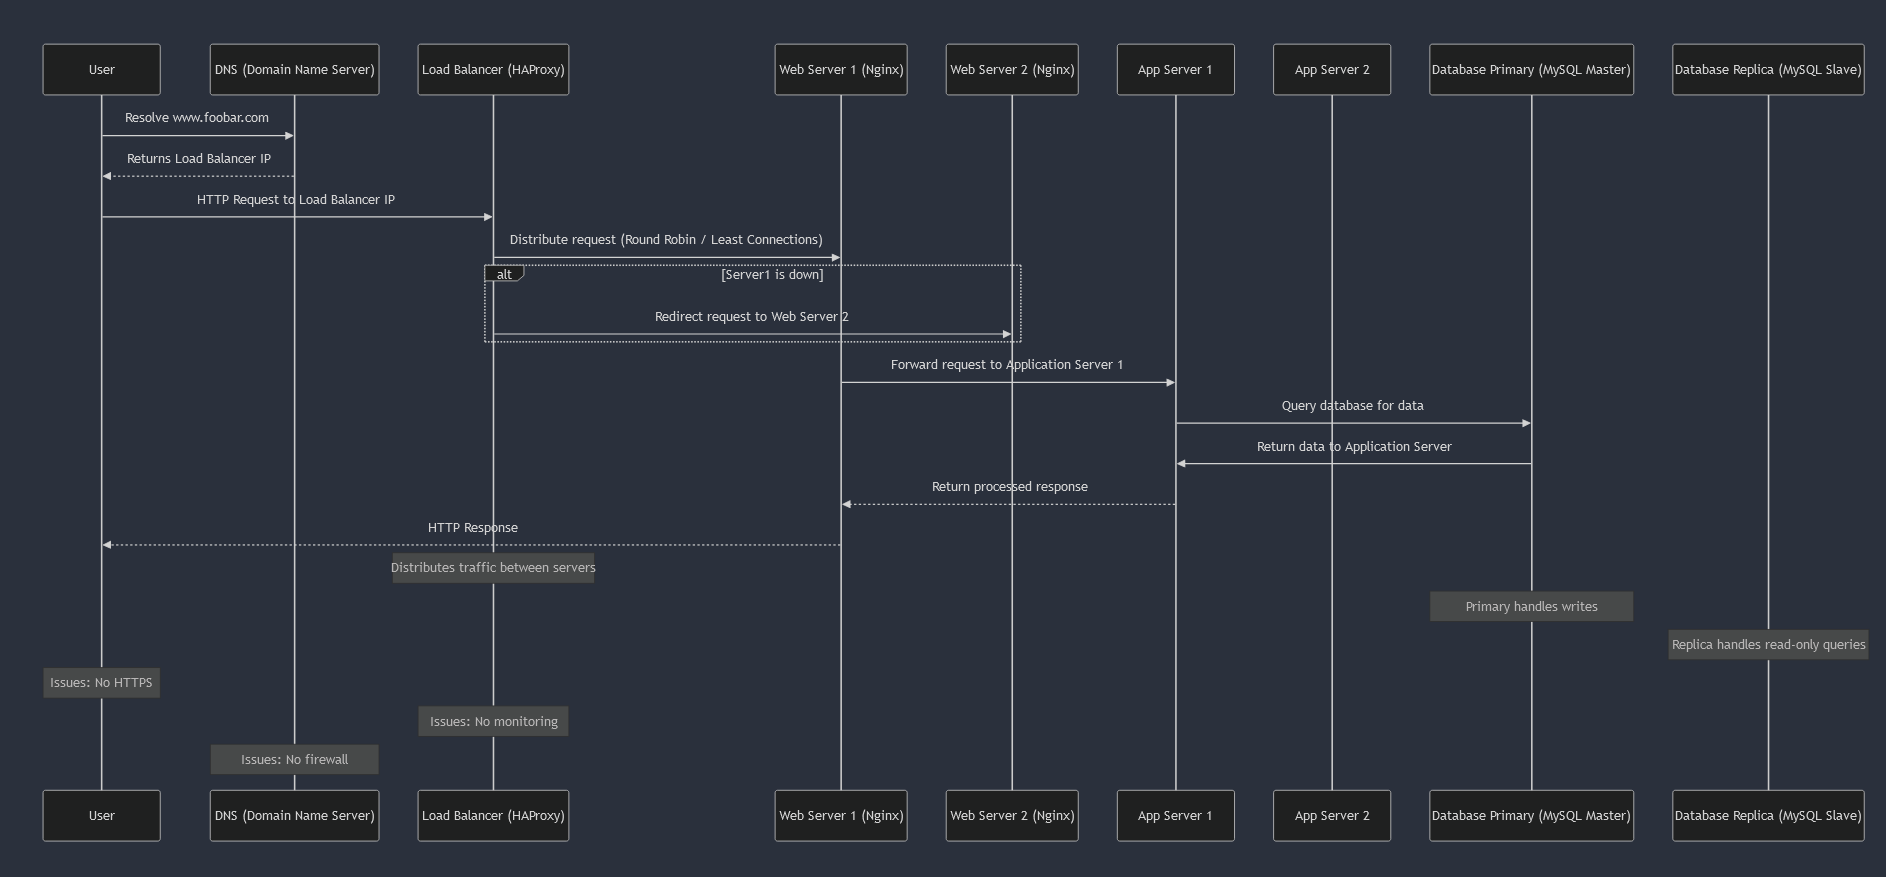 User
DNS (Domain Name Server)
Load Balancer (HAProxy)
Web Server 1 (Nginx)
Web Server 2 (Nginx)
App Server 1
App Server 2
Database Primary (MySQL Master)
Database Replica (MySQL Slave)
Resolve www.foobar.com
Returns Load Balancer IP
HTTP Request to Load Balancer IP
Distribute request (Round Robin / Least Connections)
alt
[Server1 is down]
Redirect request to Web Server 2
Forward request to Application Server 1
Query database for data
Return data to Application Server
Return processed response
HTTP Response
Distributes traffic between servers
Primary handles writes
Replica handles read-only queries
Issues: No HTTPS
Issues: No monitoring
Issues: No firewall
User
DNS (Domain Name Server)
Load Balancer (HAProxy)
Web Server 1 (Nginx)
Web Server 2 (Nginx)
App Server 1
App Server 2
Database Primary (MySQL Master)
Database Replica (MySQL Slave)